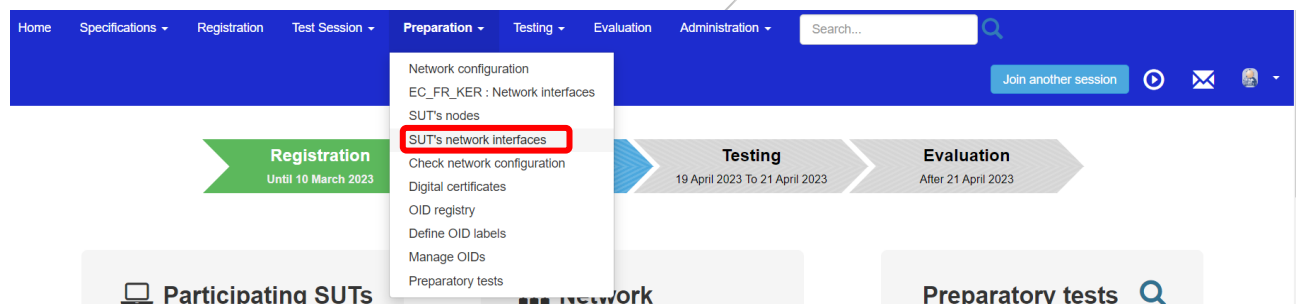 Home Specifications Registration Test Session Preparation Testing Evaluation Administration Search...
Join another session
Network configuration
EC_FR_KER : Network interfaces
SUT's nodes
SUT's network interfaces
Check network configuration
Digital certificates
OID registry
Define OID labels
Manage OIDs
Preparatory tests
Registration
Until 10 March 2023
Testing
19 April 2023 To 21 April 2023
Evaluation
After 21 April 2023
Participating SUTs
Network
Preparatory tests